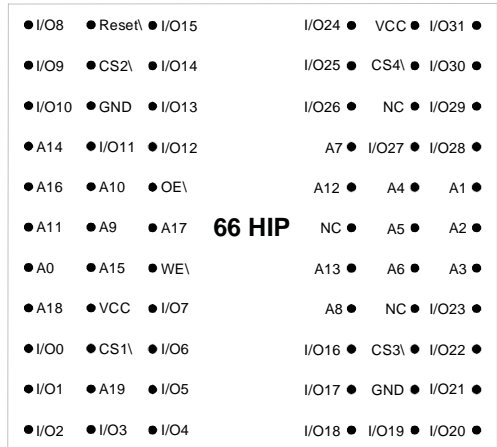 I/O8 Reset\ I/O15 I/O24 VCC I/O31
I/O9 CS2\ I/O14 I/O25 CS4\ I/O30
I/O10 GND I/O13 I/O26 NC I/O29
A14 I/O11 I/O12 A7 I/O27 I/O28
A16 A10 OE\ A12 A4 A1
A11 A9 A17 66 HIP NC A5 A2
A0 A15 WE\ A13 A6 A3
A18 VCC I/O7 A8 NC I/O23
I/O0 CS1\ I/O6 I/O16 CS3\ I/O22
I/O1 A19 I/O5 I/O17 GND I/O21
I/O2 I/O3 I/O4 I/O18 I/O19 I/O20